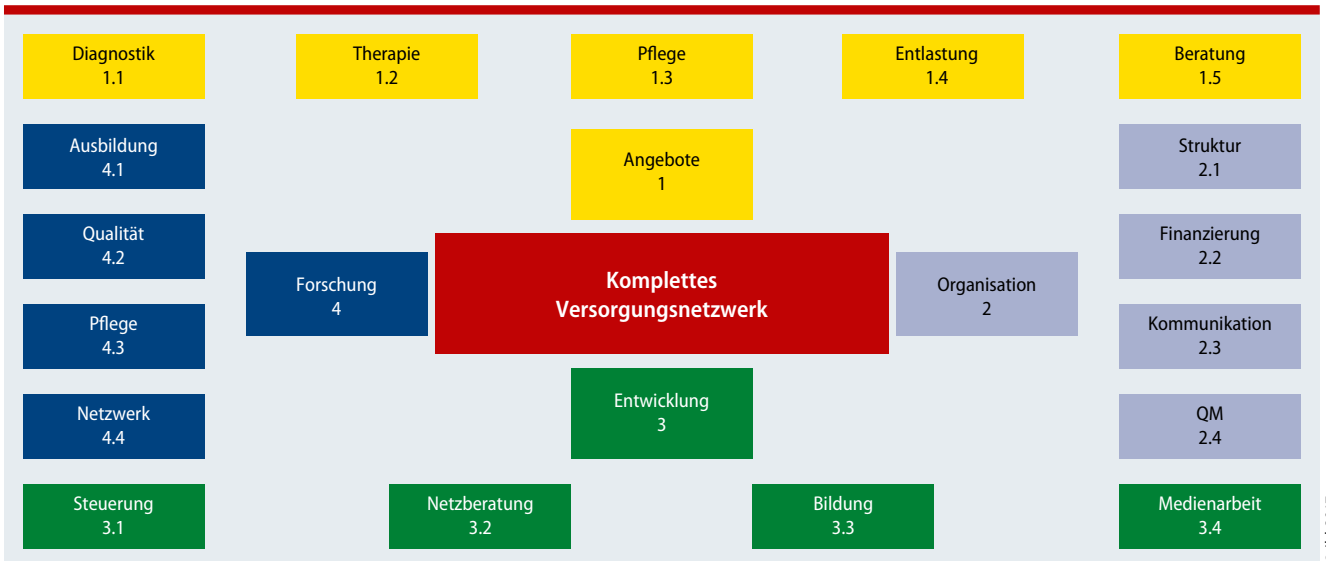 Diagnostik
1.1
Therapie
1.2
Pflege
1.3
Entlastung
1.4
Beratung
1.5
Ausbildung
4.1
Angebote
1
Struktur
2.1
Qualität
4.2
Finanzierung
2.2
Forschung
4
Komplettes
Versorgungsnetzwerk
Organisation
2
Pflege
4.3
Kommunikation
2.3
Entwicklung
3
Netzwerk
4.4
QM
2.4
Steuerung
3.1
Netzberatung
3.2
Bildung
3.3
Medienarbeit
3.4